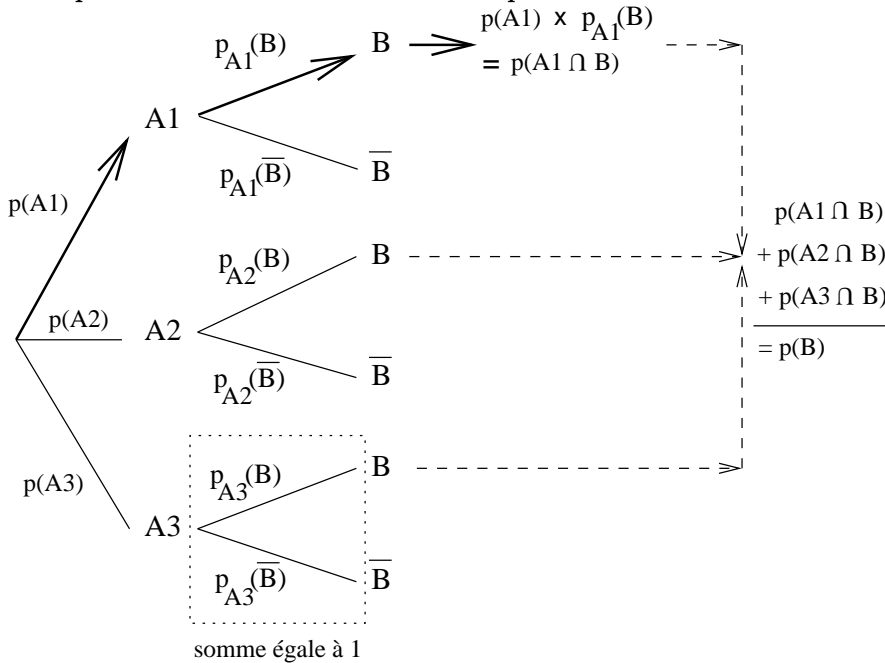 p(A1) x p_A1(B)
= p(A1 ∩ B)
p_A1(B)
B
A1
p_A1(B̅)
B̅
p(A1)
p_A2(B)
B
p(A2)
A2
p_A2(B̅)
B̅
p(A1 ∩ B)
+ p(A2 ∩ B)
+ p(A3 ∩ B)
= p(B)
p(A3)
p_A3(B)
B
A3
p_A3(B̅)
B̅
somme égale à 1